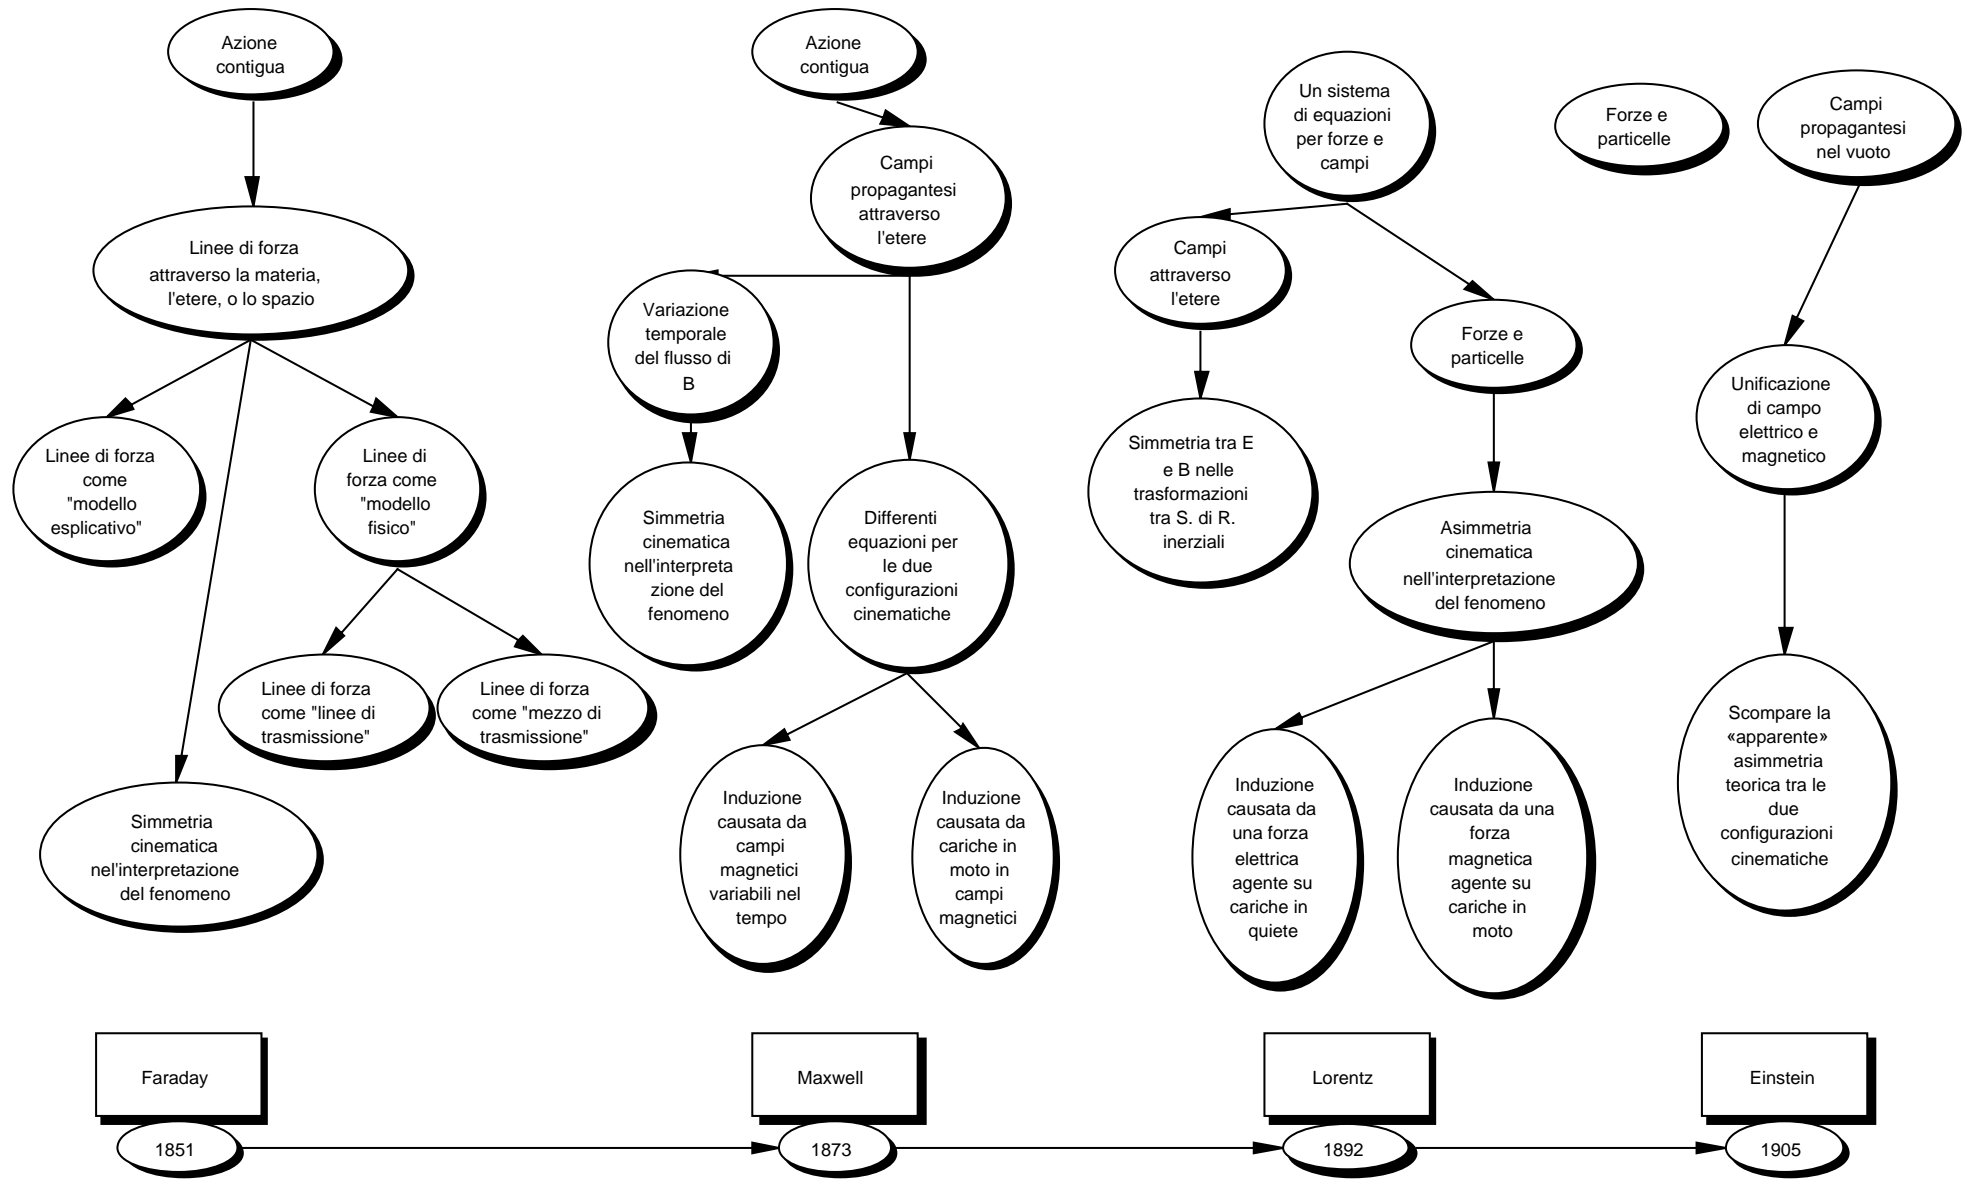 Azione
contigua
Linee di forza
attraverso la materia,
l'etere, o lo spazio
Linee di forza
come
"modello
esplicativo"
Linee di
forza come
"modello
fisico"
Linee di forza
come "linee di
trasmissione"
Linee di forza
come "mezzo di
trasmissione"
Simmetria
cinematica
nel'interpretazione
del fenomeno
Azione
contigua
Campi
propagantesi
attraverso
l'etere
Variazione
temporale
del flusso di
B
Simmetria
cinematica
nell'interpreta
zione del
fenomeno
Differenti
equazioni per
le due
configurazioni
cinematiche
Induzione
causata da
campi
magnetici
variabili nel
tempo
Induzione
causata da
cariche in
moto in
campi
magnetici
Un sistema
di equazioni
per forze e
campi
Campi
attraverso
l'etere
Forze e
particelle
Simmetria tra E
e B nelle
trasformazioni
tra S. di R.
inerziali
Asimmetria
cinematica
nell'interpretazione
del fenomeno
Induzione
causata da
una forza
elettrica
agente su
cariche in
quiete
Induzione
causata da una
forza
magnetica
agente su
cariche in
moto
Forze e
particelle
Campi
propagantesi
nel vuoto
Unificazione
di campo
elettrico e
magnetico
Scompare la
«apparente»
asimmetria
teorica tra le
due
configurazioni
cinematiche
Faraday
Maxwell
Lorentz
Einstein
1851
1873
1892
1905